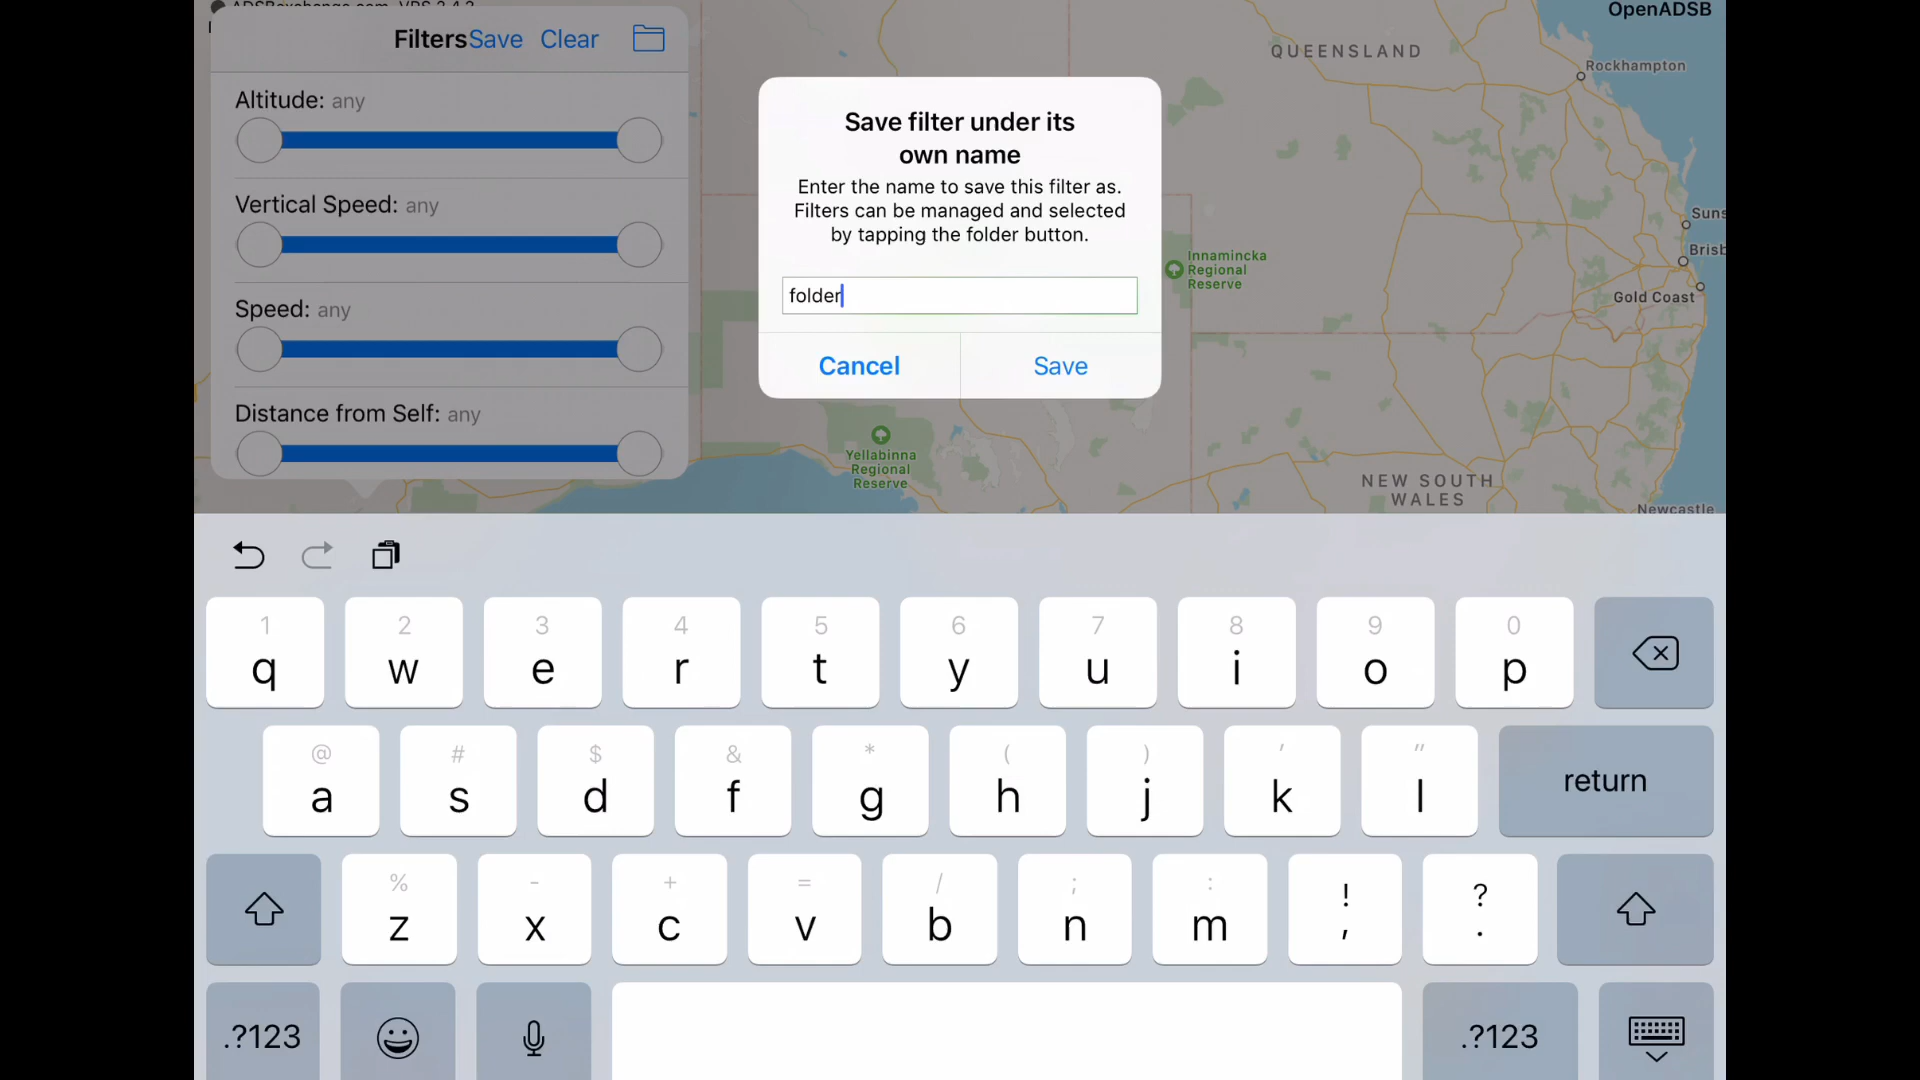 OpenADSB
Filters Save Clear
Altitude: any
Vertical Speed: any
Speed: any
Distance from Self: any
Save filter under its
own name
Enter the name to save this filter as.
Filters can be managed and selected
by tapping the folder button.
folder
Cancel Save
QUEENSLAND
Rockhampton
Innamincka
Regional
Reserve
Gold Coast
Yellabinna
Regional
Reserve
NEW SOUTH
WALES
Newcastle
1 2 3 4 5 6 7 8 9 0
q w e r t y u i o p
@ # $ & * ( ) ' "
a s d f g h j k l return
% - + = / ; : ! ?
z x c v b n m , .
.?123 .?123